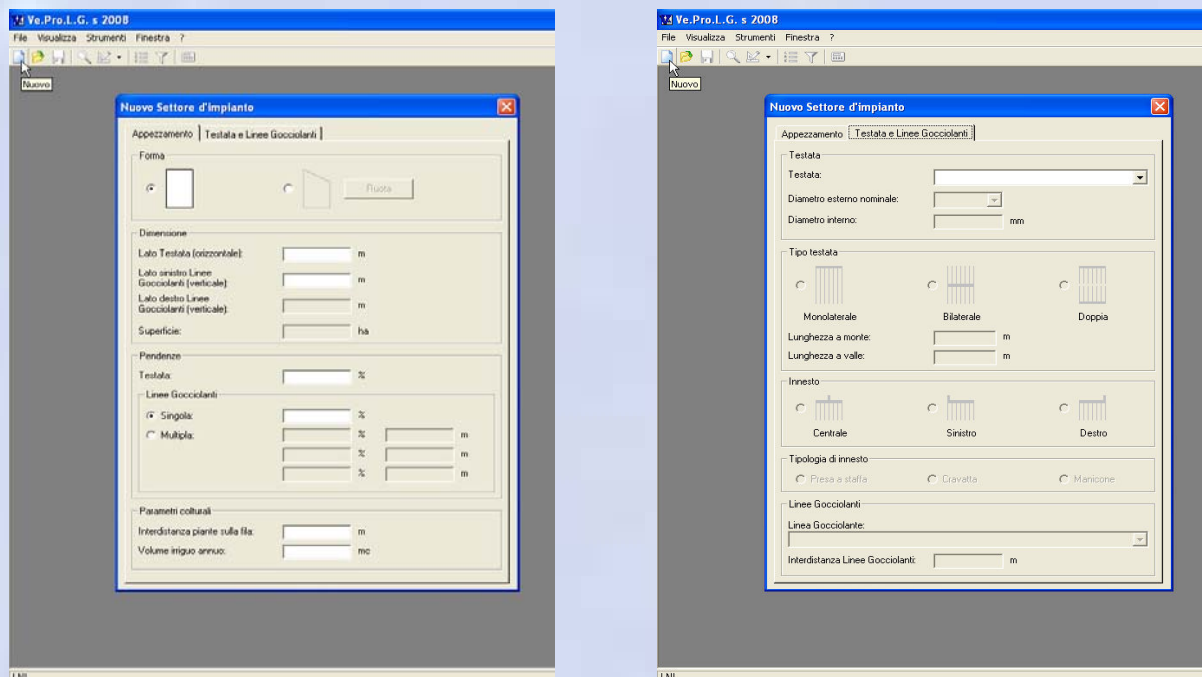 Ve.Pro.L.G. s 2008
File Visualizza Strumenti Finestra ?
Nuovo
Nuovo Settore d'impianto
Appezzamento Testata e Linee Gocciolanti
Forma
Ruota
Dimensione
Lato Testata (orizzontale): m
Lato sinistro Linee
Gocciolanti (verticale): m
Lato destro Linee
Gocciolanti (verticale): m
Superficie: ha
Pendenze
Testata: %
Linee Gocciolanti
Singola: %
Multipla: % m
% m
% m
Parametri colturali
Interdistanza piante sulla fila: m
Volume irriguo annuo: mc
Ve.Pro.L.G. s 2008
File Visualizza Strumenti Finestra ?
Nuovo
Nuovo Settore d'impianto
Appezzamento Testata e Linee Gocciolanti
Testata
Testata:
Diametro esterno nominale:
Diametro interno: mm
Tipo testata
Monolaterale Bilaterale Doppia
Lunghezza a monte: m
Lunghezza a valle: m
Innesto
Centrale Sinistro Destro
Tipologia di innesto
Presa a staffa Cravatta Manicone
Linee Gocciolanti
Linea Gocciolante:
Interdistanza Linee Gocciolanti: m